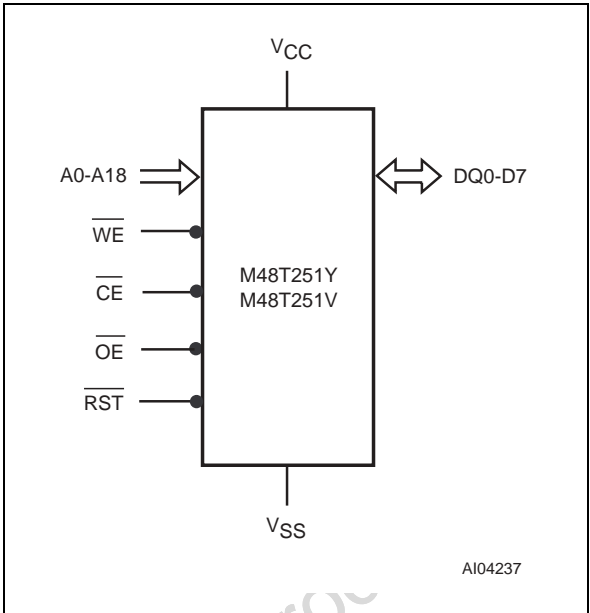 VCC
A0-A18
DQ0-D7
WE
CE
OE
RST
M48T251Y
M48T251V
VSS
AI04237